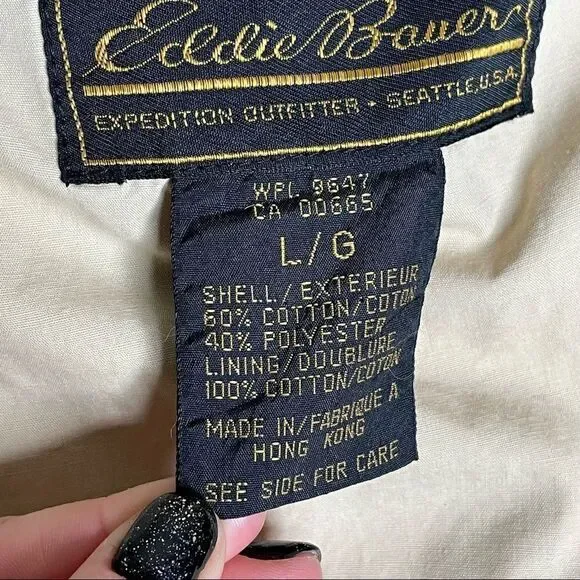 Eddie Bauer
EXPEDITION OUTFITTER - SEATTLE, U.S.A.
WPL 9647
CA 00665
L/G
SHELL/EXTERIEUR
60% COTTON/COTON
40% POLYESTER
LINING/DOUBLURE
100% COTTON/COTON
MADE IN/FABRIQUE A
HONG KONG
SEE SIDE FOR CARE